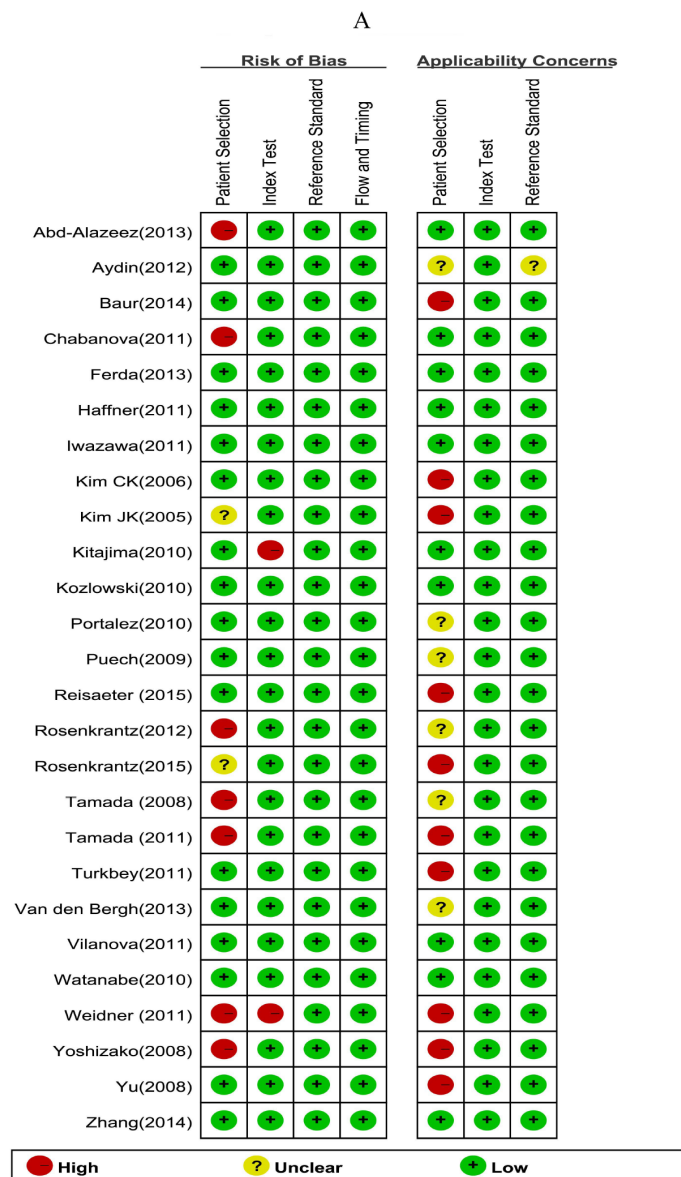 A
Risk of Bias Applicability Concerns
Patient Selection Index Test Reference Standard Flow and Timing Patient Selection Index Test Reference Standard
Abd-Alazeez(2013) - + + + + + +
Aydin(2012) + + + + ? + ?
Baur(2014) + + + + - + +
Chabanova(2011) - + + + + + +
Ferda(2013) + + + + + + +
Haffner(2011) + + + + + + +
Iwazawa(2011) + + + + + + +
Kim CK(2006) + + + + - + +
Kim JK(2005) ? + + + - + +
Kitajima(2010) + - + + + + +
Kozlowski(2010) + + + + + + +
Portalez(2010) + + + + ? + +
Puech(2009) + + + + ? + +
Reisaeter (2015) + + + + - + +
Rosenkrantz(2012) - + + + ? + +
Rosenkrantz(2015) ? + + + - + +
Tamada (2008) - + + + ? + +
Tamada (2011) - + + + - + +
Turkbey(2011) + + + + - + +
Van den Bergh(2013) + + + + ? + +
Vilanova(2011) + + + + + + +
Watanabe(2010) + + + + + + +
Weidner (2011) - - + + - + +
Yoshizako(2008) - + + + - + +
Yu(2008) + + + + - + +
Zhang(2014) + + + + + + +
High ? Unclear + Low